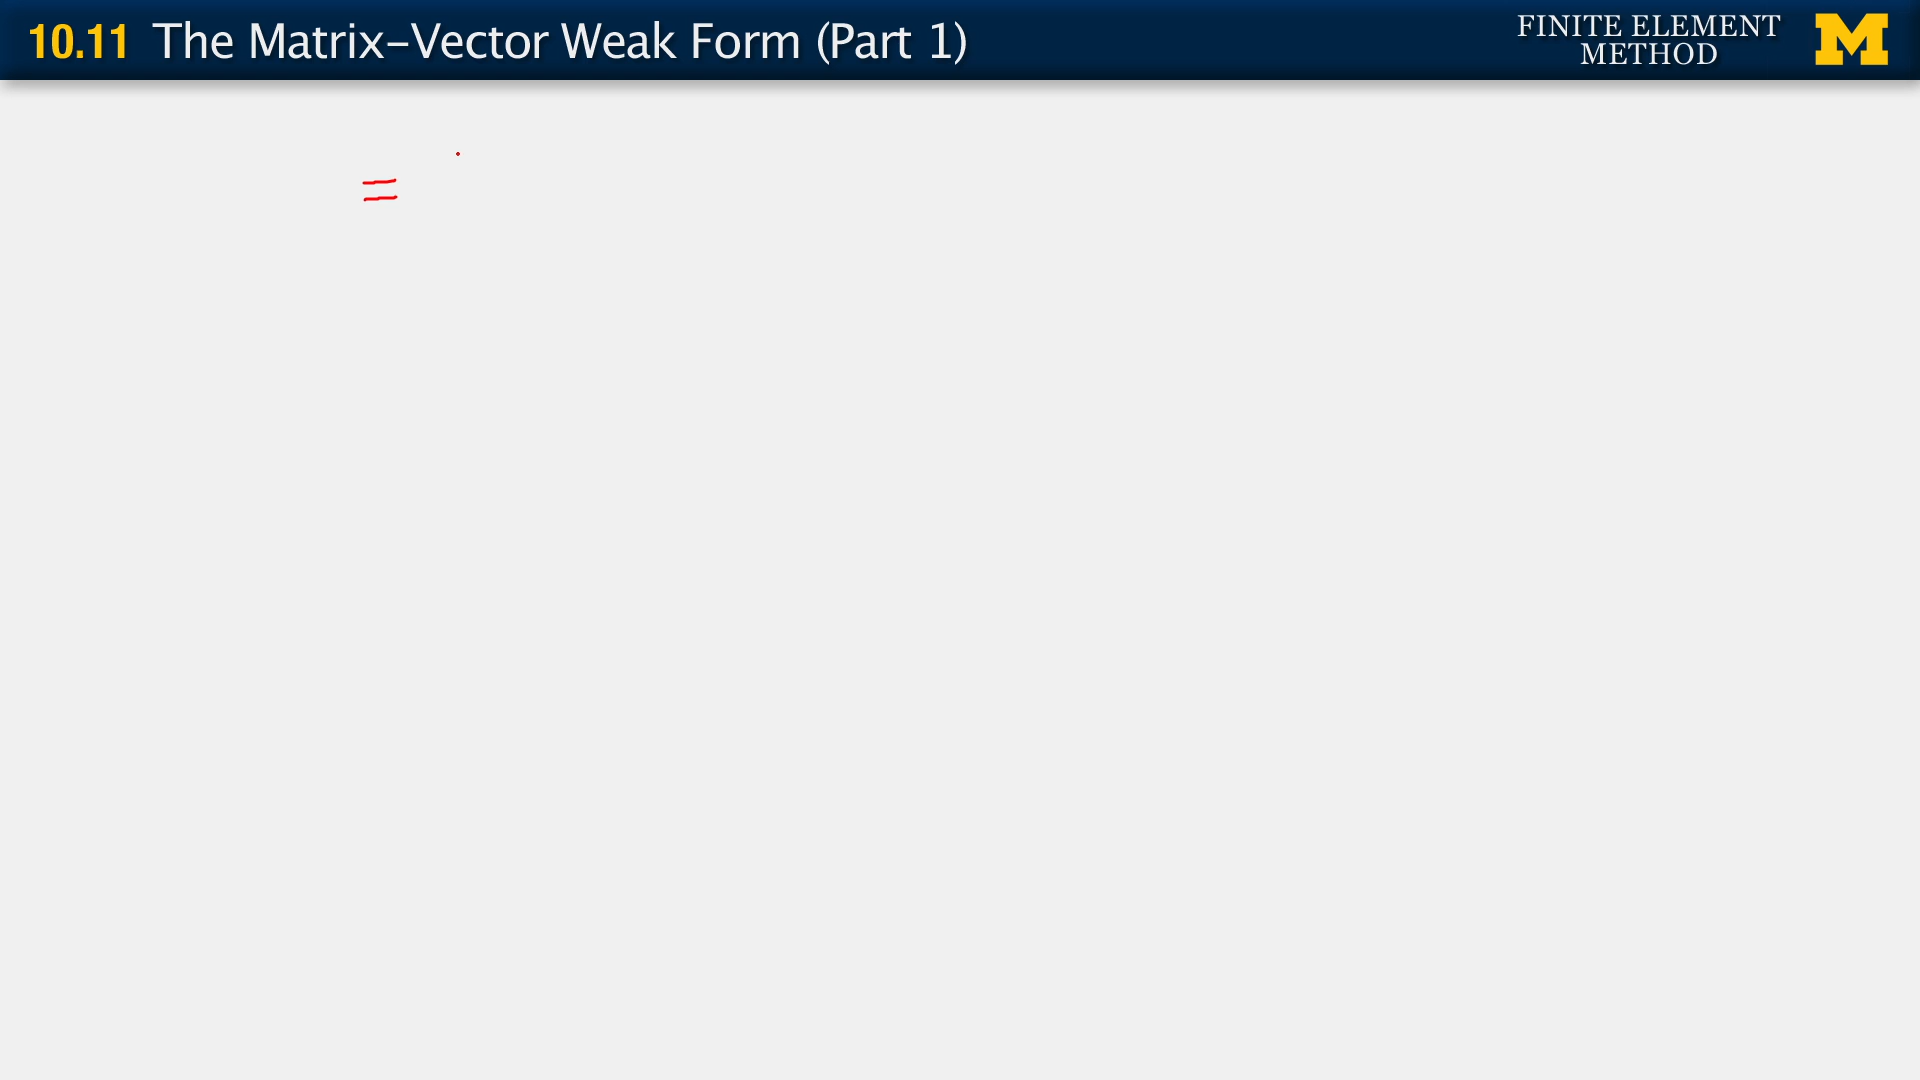 10.11 The Matrix–Vector Weak Form (Part 1)
FINITE ELEMENT
METHOD
M
=